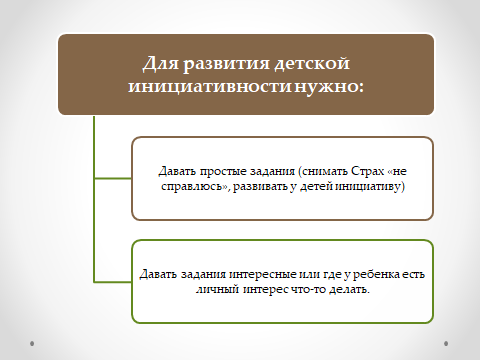 Для развития детской
инициативности нужно:
Давать простые задания (снимать Страх «не
справлюсь», развивать у детей инициативу)
Давать задания интересные или где у ребенка есть
личный интерес что-то делать.